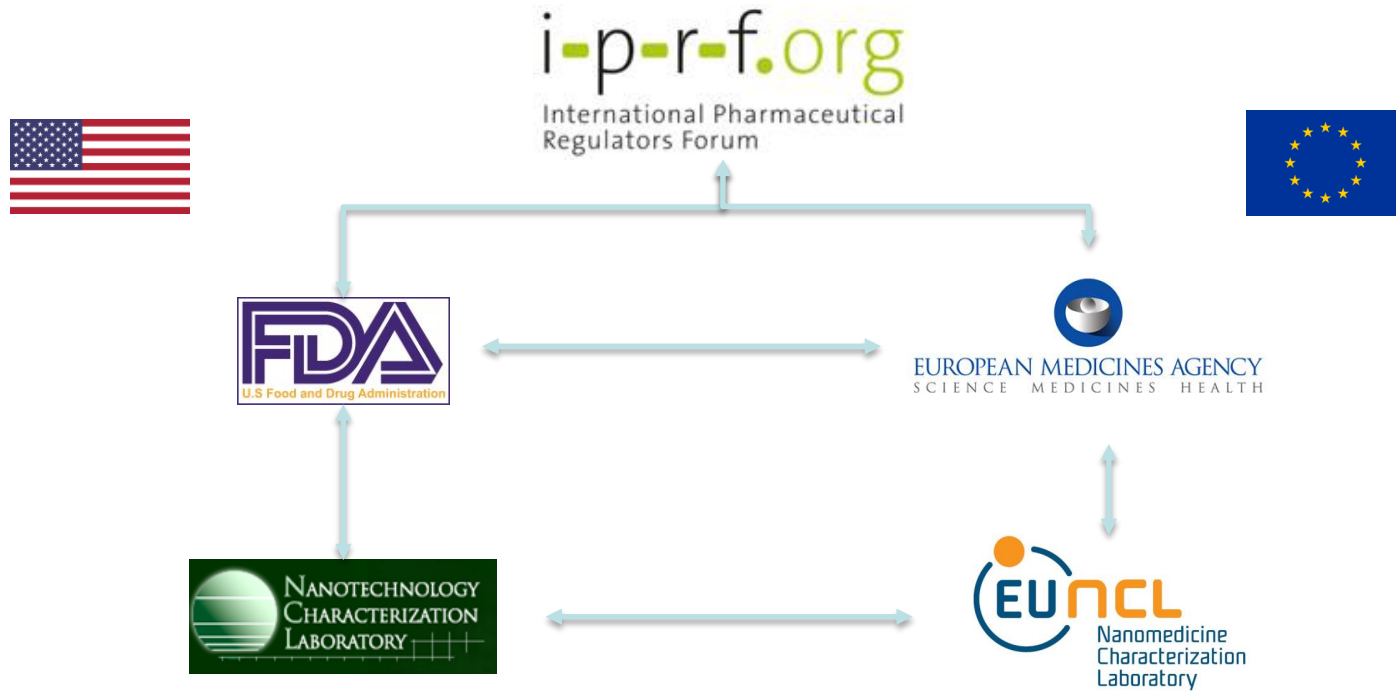 i-p-r-f.org
International Pharmaceutical
Regulators Forum
FDA
U.S Food and Drug Administration
EUROPEAN MEDICINES AGENCY
SCIENCE MEDICINES HEALTH
NANOTECHNOLOGY
CHARACTERIZATION
LABORATORY
EUNCL
Nanomedicine
Characterization
Laboratory